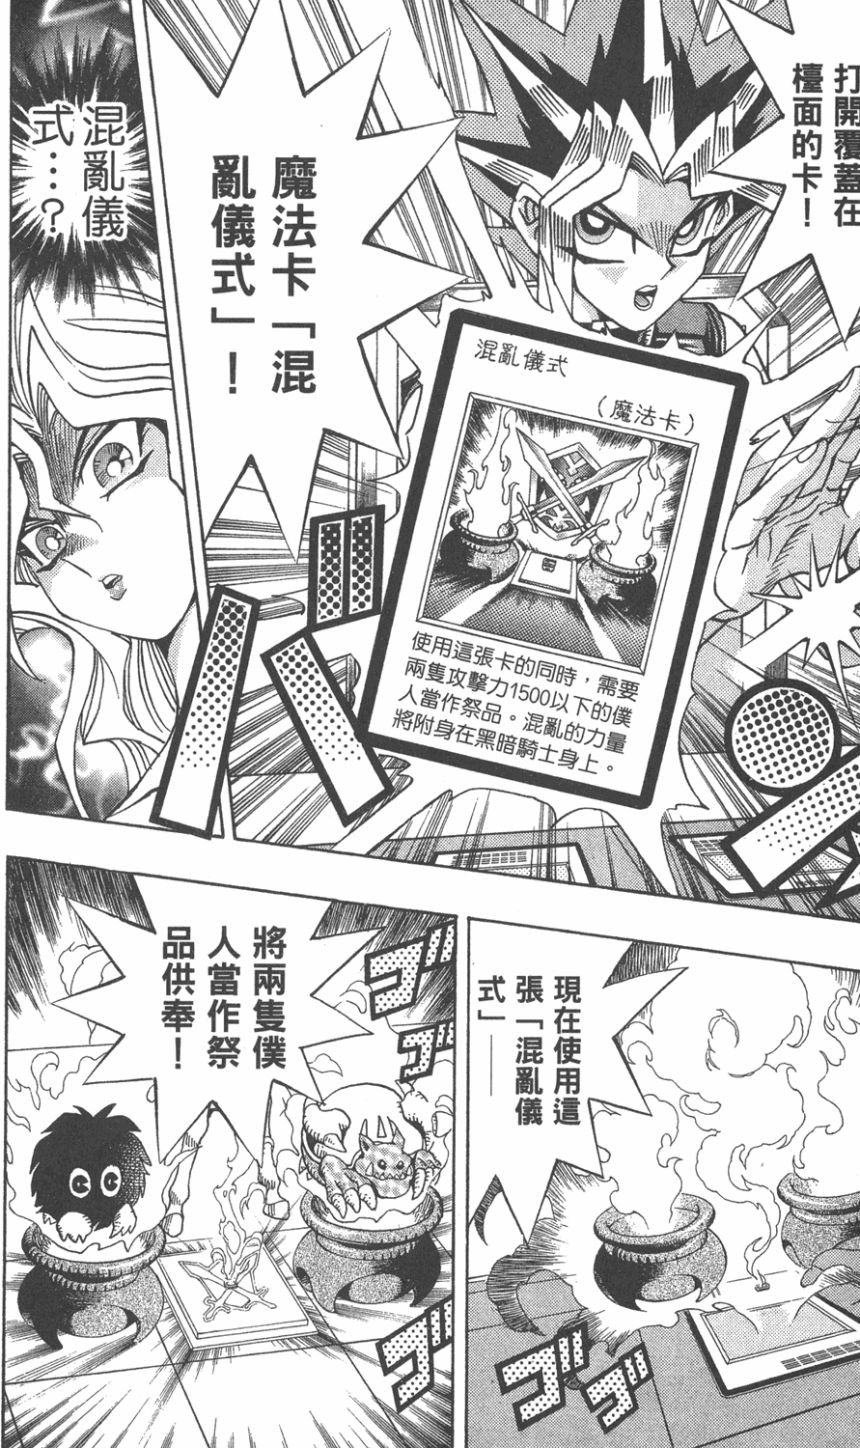 打開覆蓋在
檯面的卡！
混亂儀式
（魔法卡）
使用這張卡的同時，需要
兩隻攻擊力1500以下的僕
人當作祭品。混亂的力量
將附身在黑暗騎士身上。
魔法卡「混
亂儀式」！
混亂儀
式…？
現在使用這
張「混亂儀
式」——
將兩隻僕
人當作祭
品供奉！
ゴゴ
ゴゴ
ゴゴ